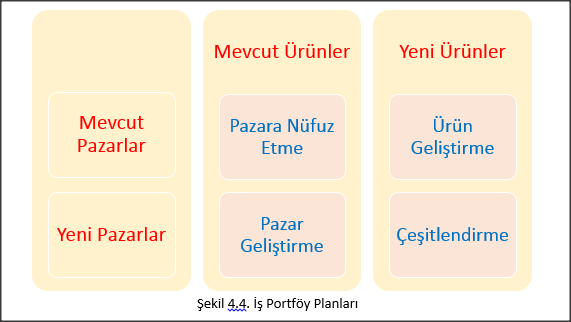 Mevcut Ürünler
Yeni Ürünler
Mevcut
Pazarlar
Pazara Nüfuz
Etme
Ürün
Geliştirme
Yeni Pazarlar
Pazar
Geliştirme
Çeşitlendirme
Şekil 4.4. İş Portföy Planları